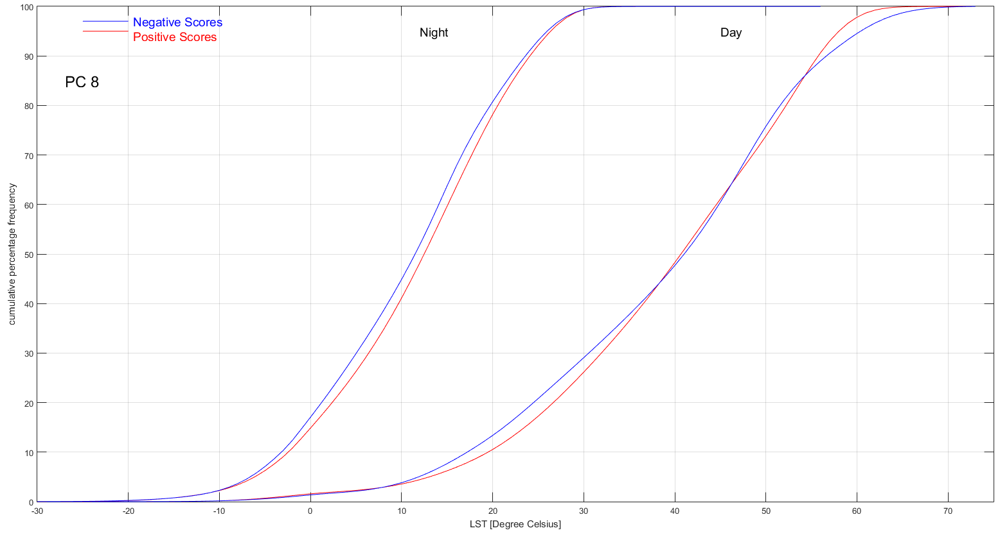 Negative Scores
Positive Scores
Night
Day
PC 8
100
90
80
70
60
50
40
30
20
10
0
cumulative percentage frequency
-30 -20 -10 0 10 20 30 40 50 60 70
LST [Degree Celsius]